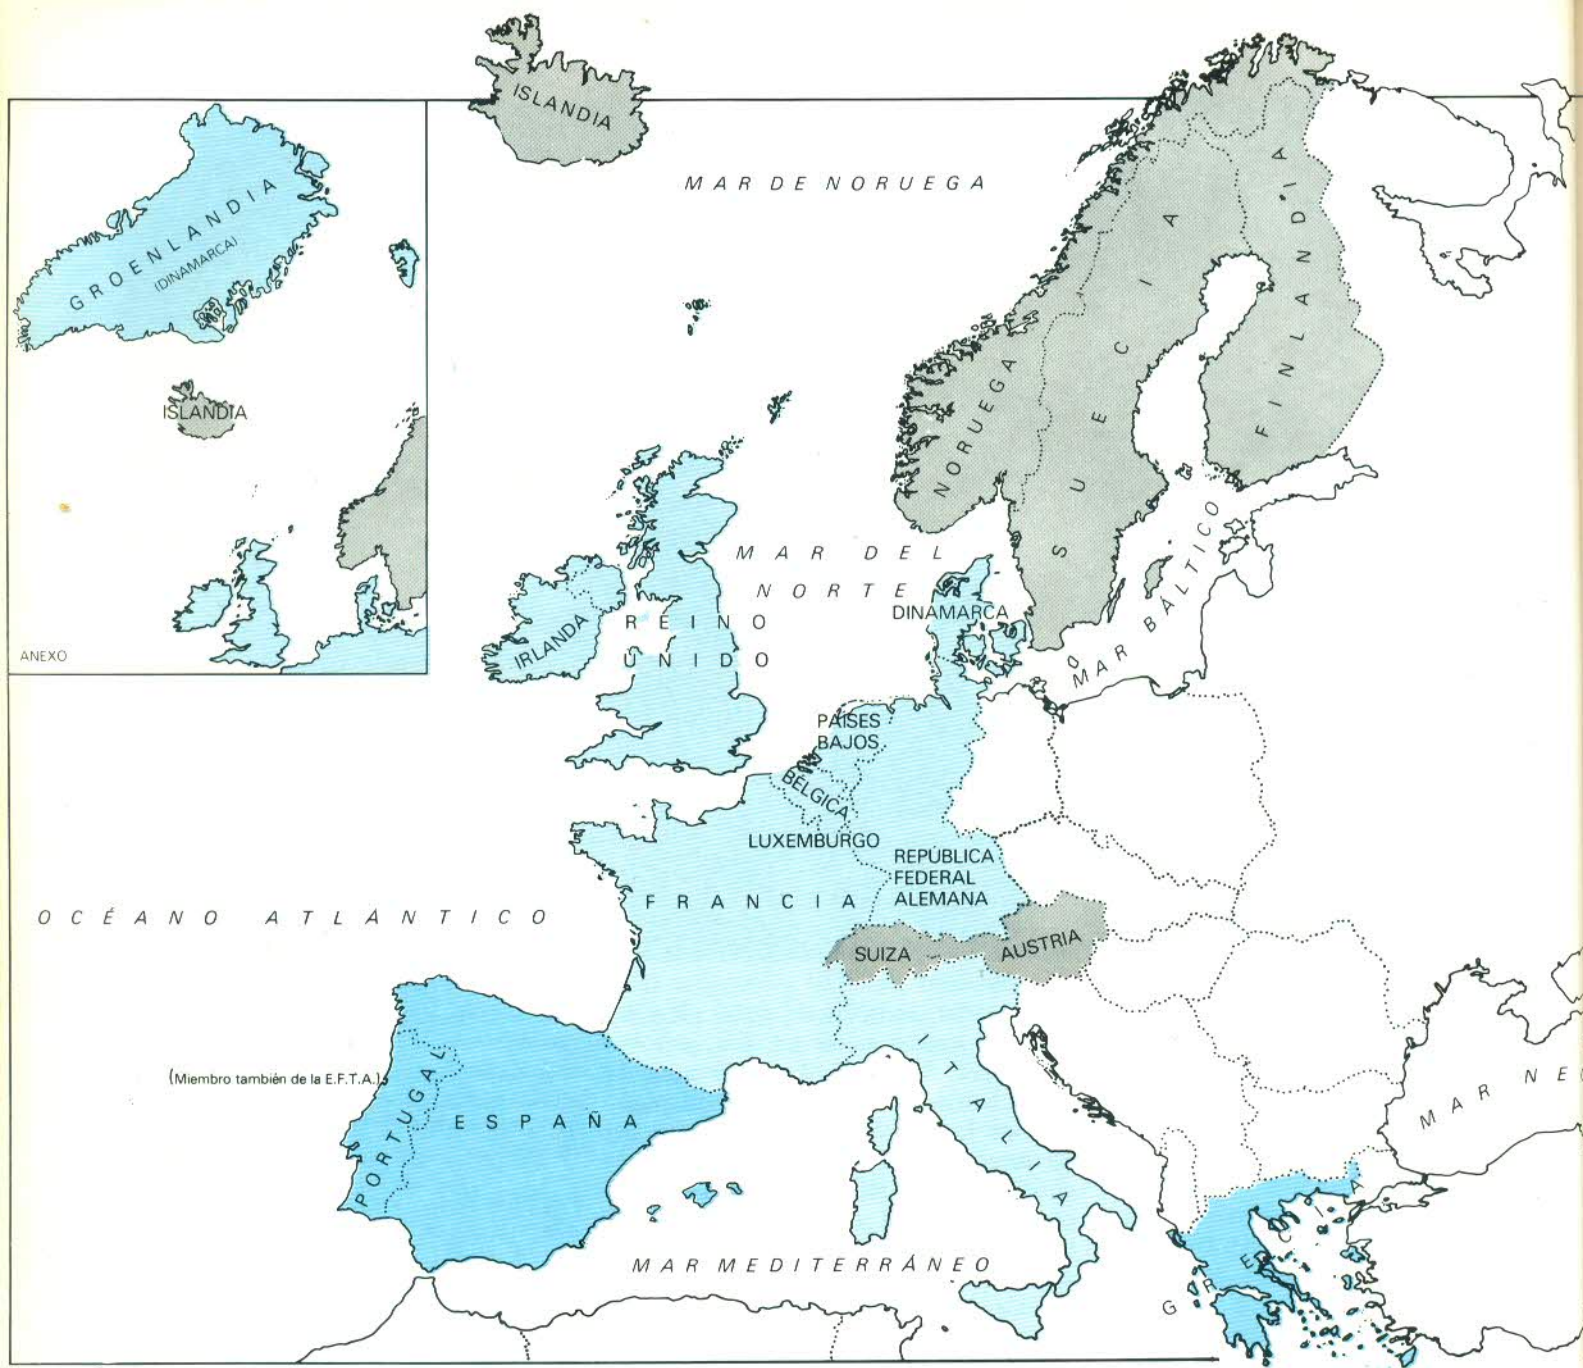 ISLANDIA
MAR DE NORUEGA
GROENLANDIA
(DINAMARCA)
ISLANDIA
ANEXO
NORUEGA
SUECIA
FINLANDIA
MAR DEL
NORTE
MAR BÁLTICO
DINAMARCA
IRLANDA
REINO
UNIDO
PAÍSES
BAJOS
BÉLGICA
LUXEMBURGO
REPÚBLICA
FEDERAL
ALEMANA
FRANCIA
OCÉANO ATLÁNTICO
SUIZA
AUSTRIA
ITALIA
(Miembro también de la E.F.T.A.)
PORTUGAL
ESPAÑA
MAR NE
GRECIA
MAR MEDITERRÁNEO